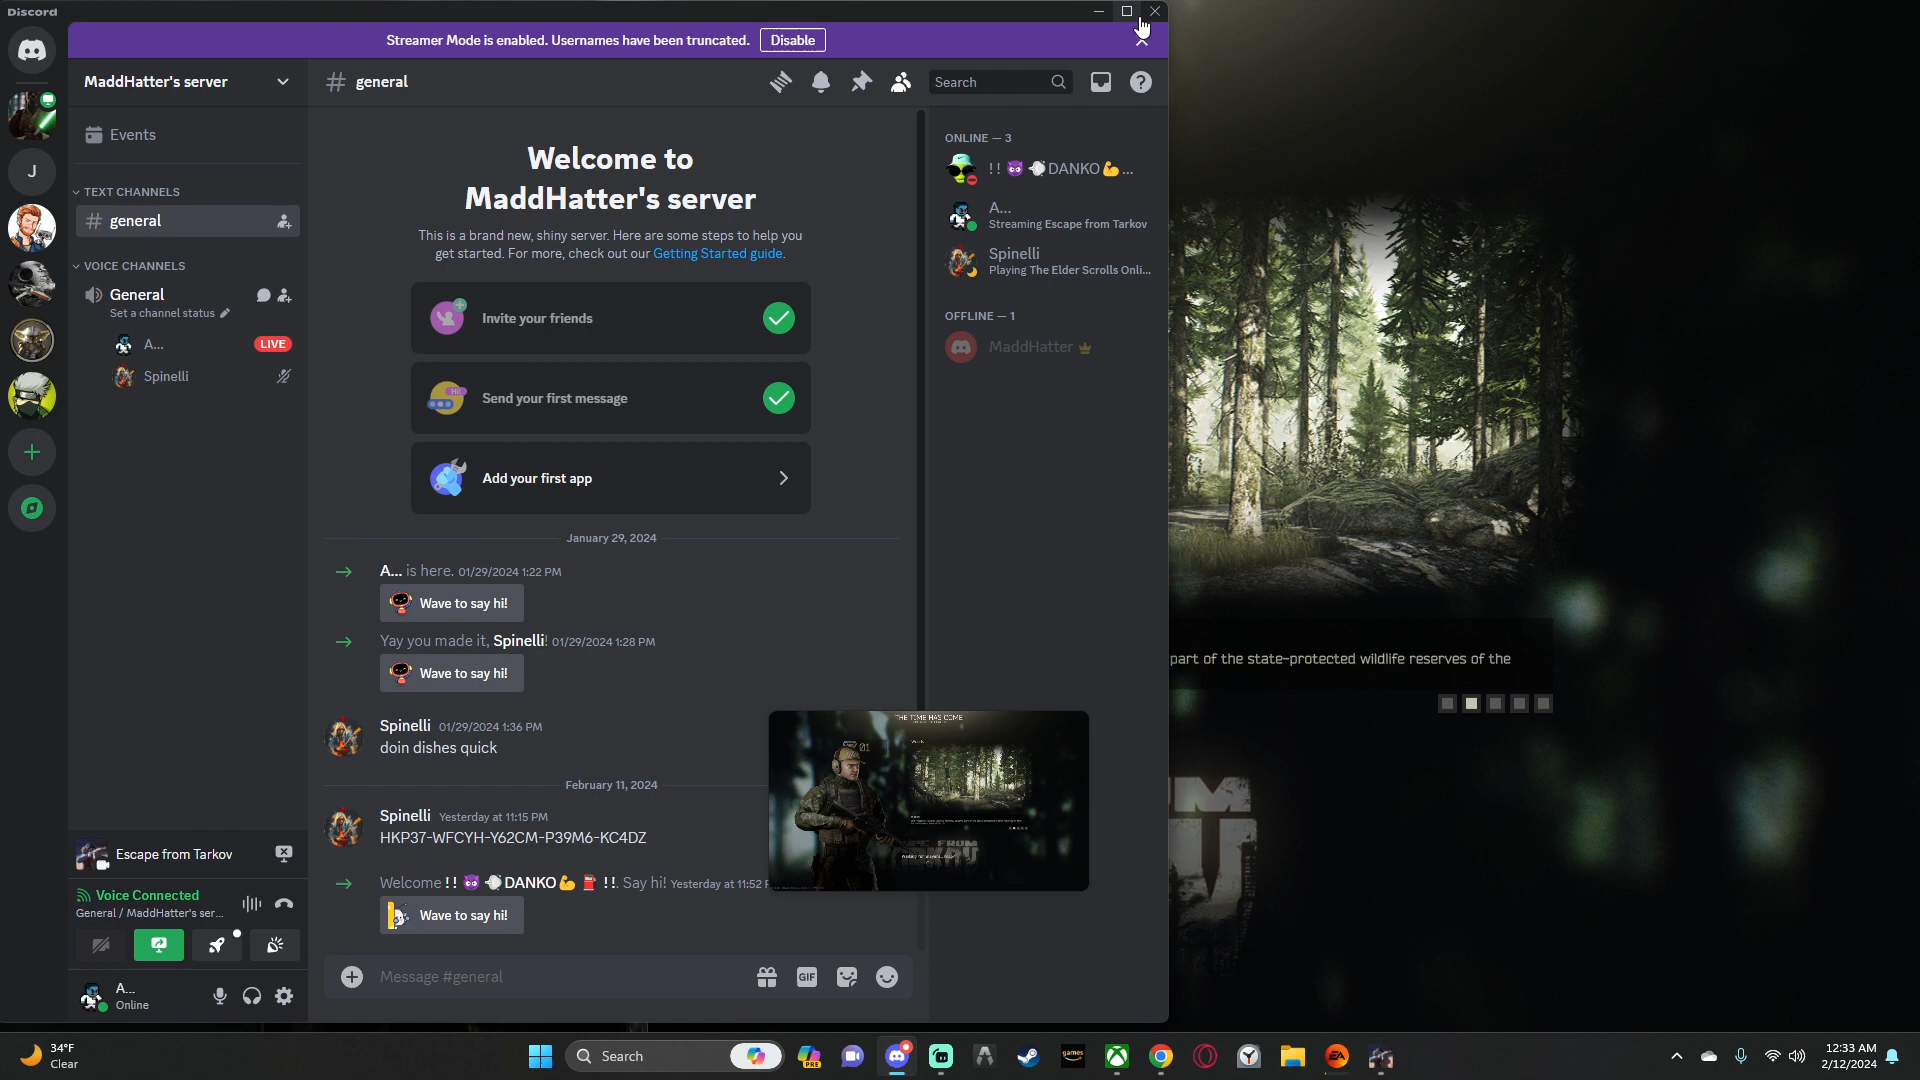 Discord
Streamer Mode is enabled. Usernames have been truncated.
Disable
MaddHatter's server
general
Search
Events
TEXT CHANNELS
general
VOICE CHANNELS
General
Set a channel status
A...
LIVE
Spinelli
Welcome to
MaddHatter's server
This is a brand new, shiny server. Here are some steps to help you
get started. For more, check out our Getting Started guide.
Invite your friends
Send your first message
Add your first app
January 29, 2024
A... is here. 01/29/2024 1:22 PM
Wave to say hi!
Yay you made it, Spinelli! 01/29/2024 1:28 PM
Wave to say hi!
Spinelli 01/29/2024 1:36 PM
doin dishes quick
February 11, 2024
Spinelli Yesterday at 11:15 PM
HKP37-WFCYH-Y62CM-P39M6-KC4DZ
Welcome !! 😈 💨DANKO💪 ⛽ !!. Say hi! Yesterday at 11:52
Wave to say hi!
Message #general
GIF
ONLINE — 3
!! 😈 💨DANKO💪...
A...
Streaming Escape from Tarkov
Spinelli
Playing The Elder Scrolls Onli...
OFFLINE — 1
MaddHatter
J
Escape from Tarkov
Voice Connected
General / MaddHatter's ser...
A...
Online
part of the state-protected wildlife reserves of the
THE TIME HAS COME
01
34°F
Clear
Search
PRE
games
EA
12:33 AM
2/12/2024